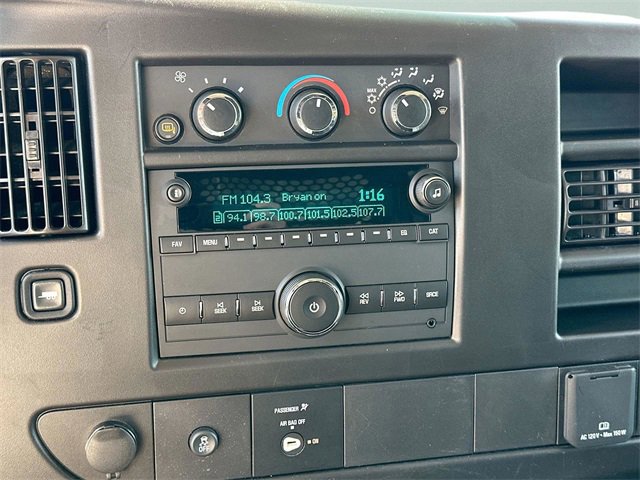 MAX
FM 104.3 Bryan on 1:16
2 94.1 98.7 100.7 101.5 102.5 107.7
FAV MENU EQ CAT
SEEK SEEK REV FWD SRCE
PASSENGER
AIR BAG OFF
ON
OFF
AC 120V~Max 150W